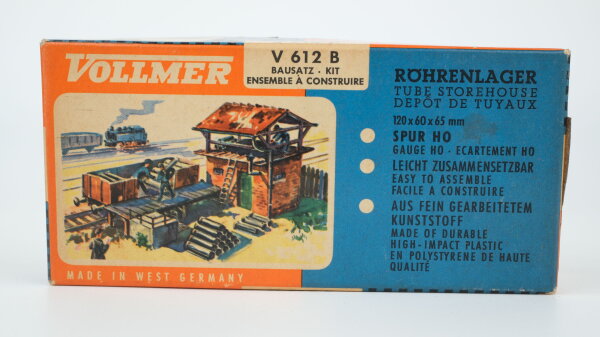 VOLLMER
V 612 B
BAUSATZ · KIT
ENSEMBLE À CONSTRUIRE
MADE IN WEST GERMANY
RÖHRENLAGER
TUBE STOREHOUSE
DEPÔT DE TUYAUX
120 x 60 x 65 mm
SPUR HO
GAUGE HO · ECARTEMENT HO
LEICHT ZUSAMMENSETZBAR
EASY TO ASSEMBLE
FACILE A CONSTRUIRE
AUS FEIN GEARBEITETEM
KUNSTSTOFF
MADE OF DURABLE
HIGH-IMPACT PLASTIC
EN POLYSTYRENE DE HAUTE
QUALITÉ